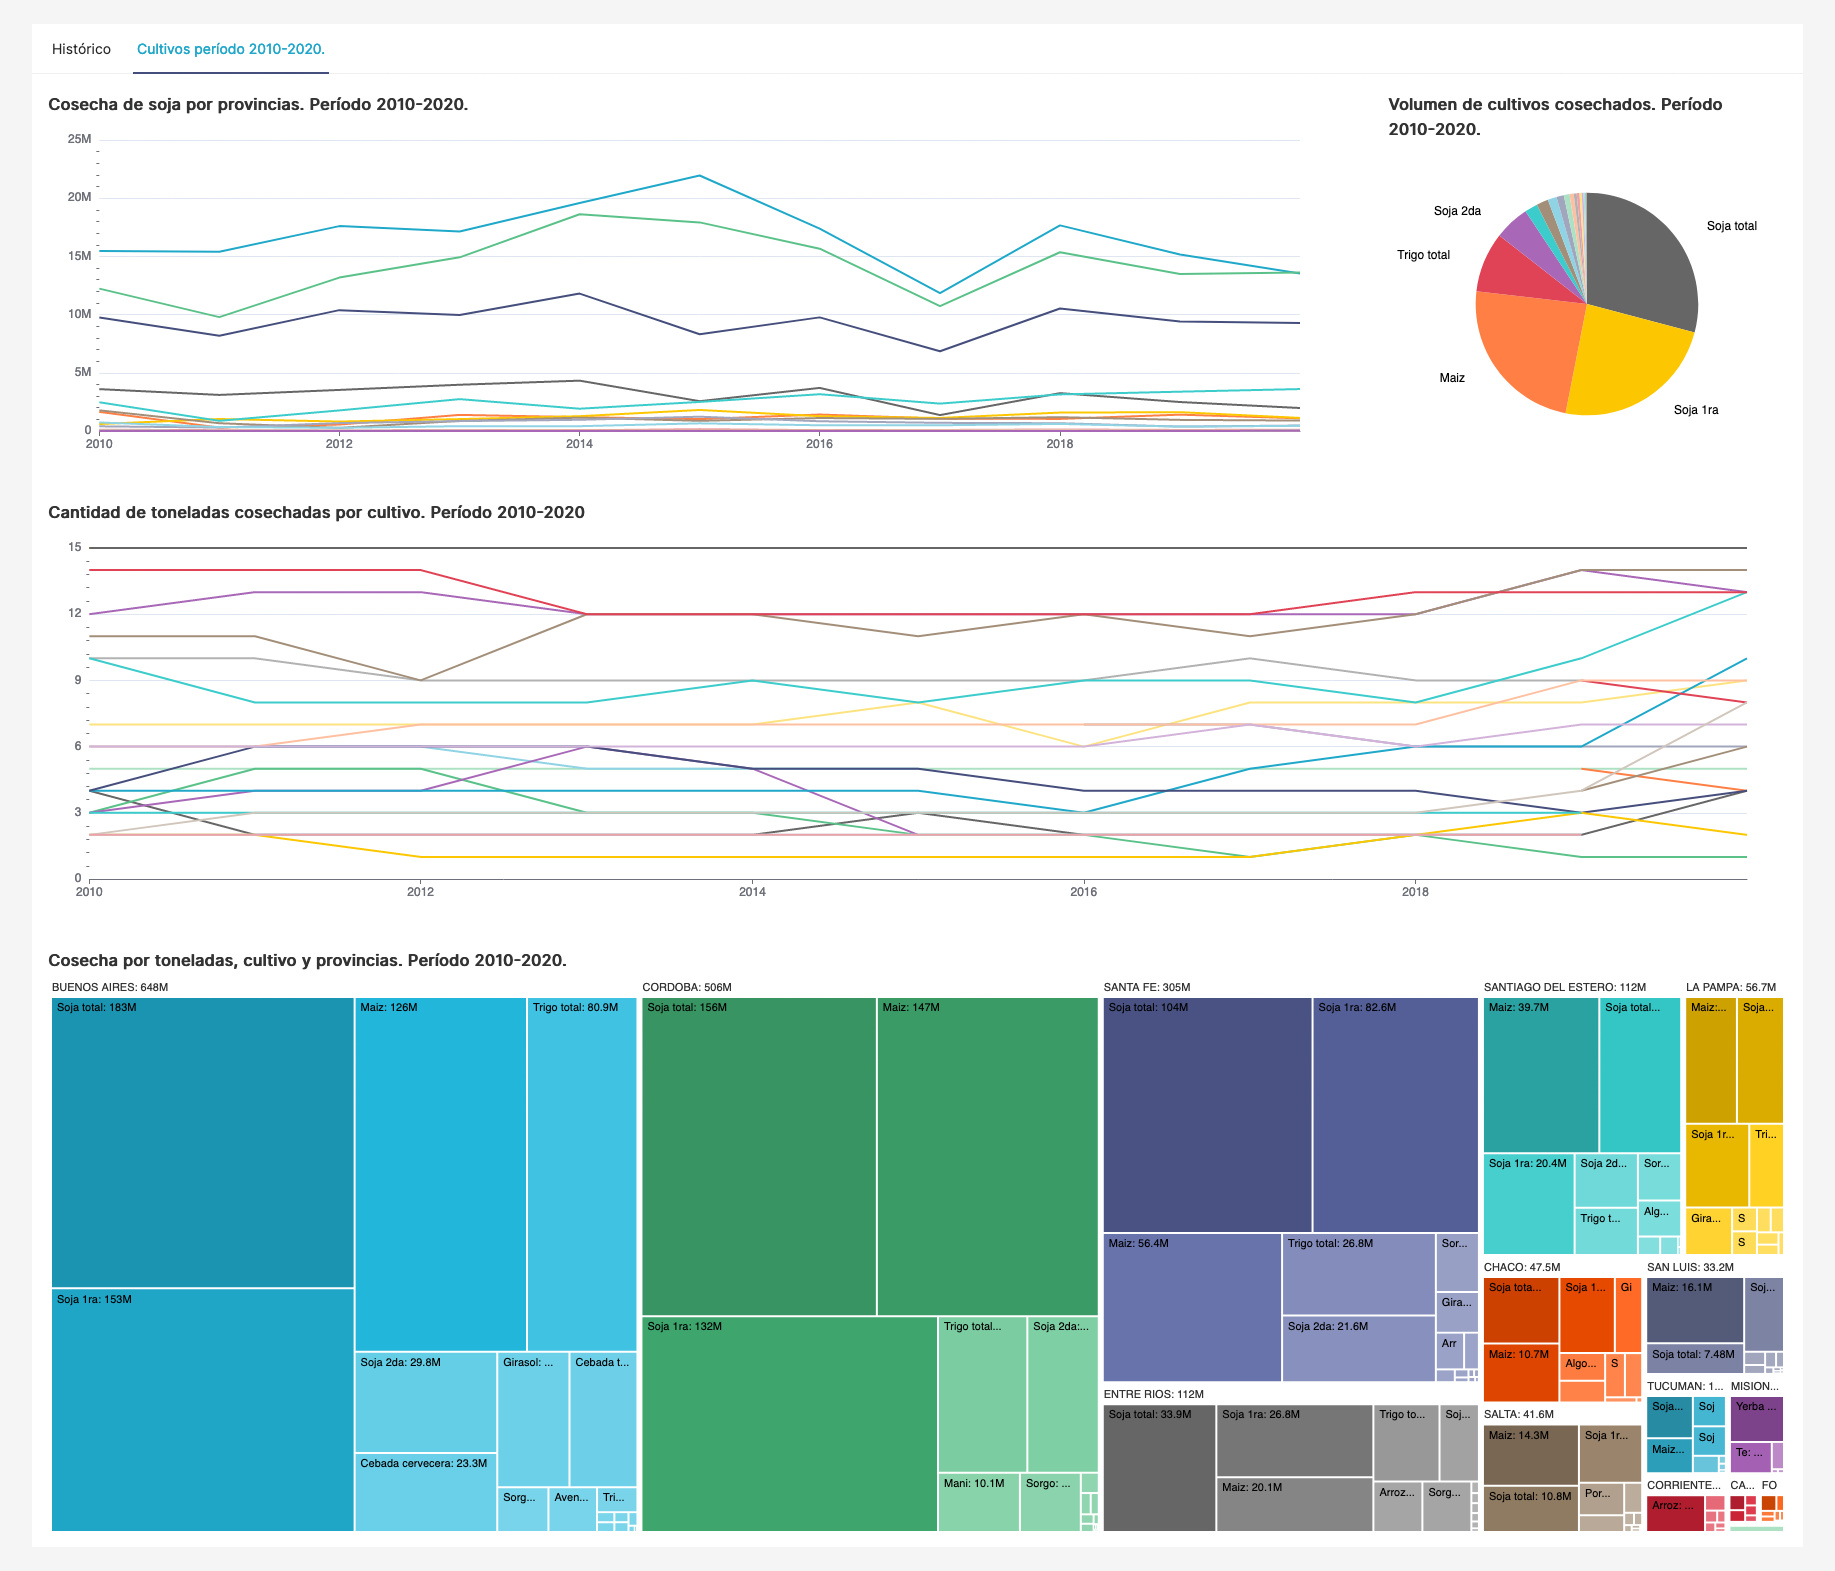 Histórico
Cultivos período 2010-2020.
Cosecha de soja por provincias. Período 2010-2020.
25M
20M
15M
10M
5M
0
2010
2012
2014
2016
2018
Volumen de cultivos cosechados. Período
2010-2020.
Soja 2da
Soja total
Trigo total
Maiz
Soja 1ra
Cantidad de toneladas cosechadas por cultivo. Período 2010-2020
15
12
9
6
3
0
2010
2012
2014
2016
2018
Cosecha por toneladas, cultivo y provincias. Período 2010-2020.
BUENOS AIRES: 648M
Soja total: 183M
Maiz: 126M
Trigo total: 80.9M
Soja 1ra: 153M
Soja 2da: 29.8M
Girasol: ...
Cebada t...
Cebada cervecera: 23.3M
Sorg...
Aven...
Tri...
CORDOBA: 506M
Soja total: 156M
Maiz: 147M
Soja 1ra: 132M
Trigo total...
Soja 2da:...
Mani: 10.1M
Sorgo: ...
SANTA FE: 305M
Soja total: 104M
Soja 1ra: 82.6M
Maiz: 56.4M
Trigo total: 26.8M
Sor...
Gira...
Soja 2da: 21.6M
Arr
ENTRE RIOS: 112M
Soja total: 33.9M
Soja 1ra: 26.8M
Trigo to...
Soj...
Maiz: 20.1M
Arroz...
Sorg...
SANTIAGO DEL ESTERO: 112M
Maiz: 39.7M
Soja total...
Soja 1ra: 20.4M
Soja 2d...
Sor...
Trigo t...
Alg...
LA PAMPA: 56.7M
Maiz:...
Soja...
Soja 1r...
Tri...
Gira...
S
S
CHACO: 47.5M
Soja tota...
Soja 1...
Gi
Maiz: 10.7M
Algo...
S
SAN LUIS: 33.2M
Maiz: 16.1M
Soj...
Soja total: 7.48M
SALTA: 41.6M
Maiz: 14.3M
Soja 1r...
Soja total: 10.8M
Por...
TUCUMAN: 1...
Soja...
Soj
Soj
Maiz...
MISION...
Yerba ...
Te: ...
CORRIENTE...
Arroz: ...
CA...
FO